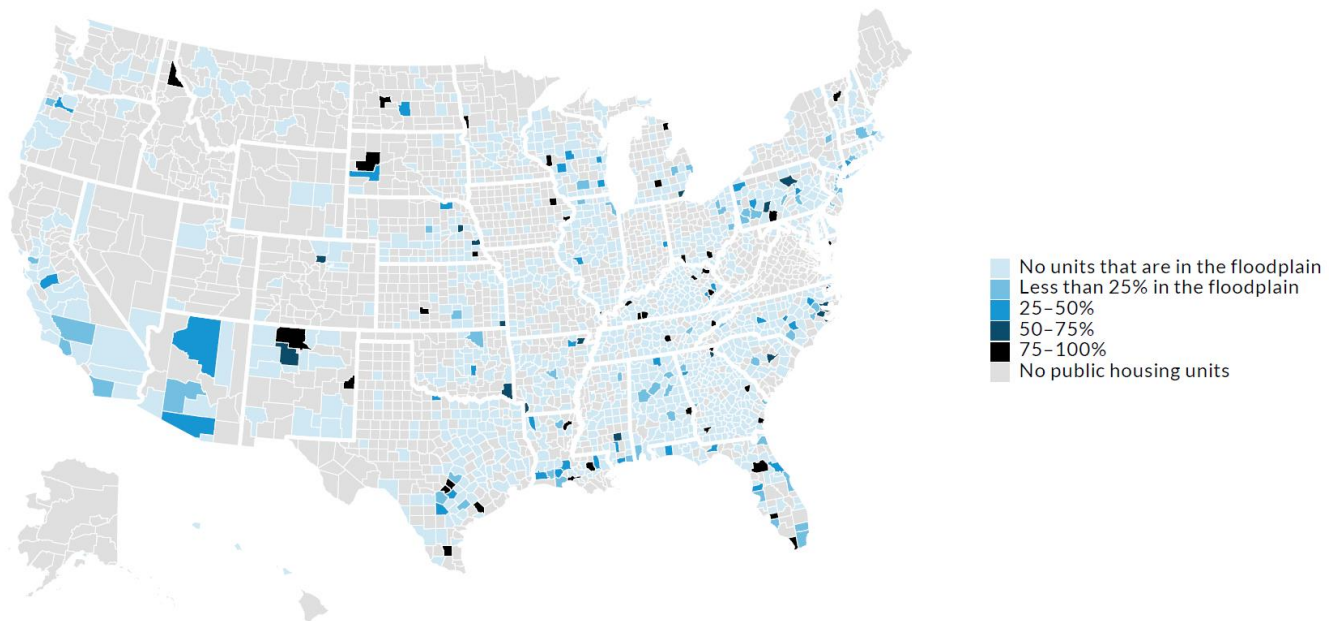 No units that are in the floodplain
Less than 25% in the floodplain
25–50%
50–75%
75–100%
No public housing units